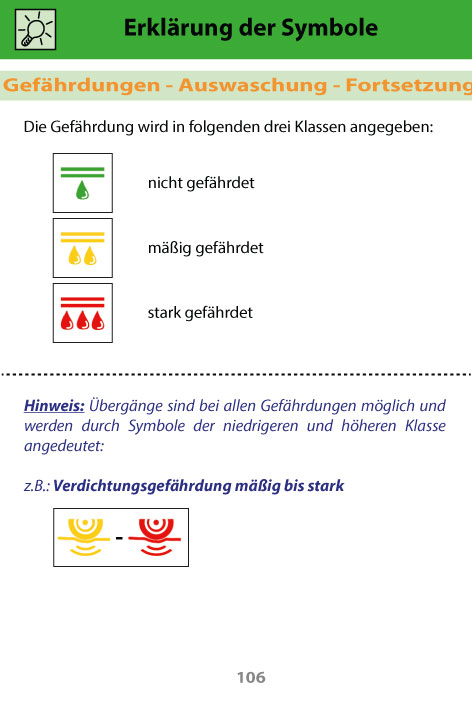 Erklärung der Symbole
Gefährdungen - Auswaschung - Fortsetzung
Die Gefährdung wird in folgenden drei Klassen angegeben:
nicht gefährdet
mäßig gefährdet
stark gefährdet
Hinweis: Übergänge sind bei allen Gefährdungen möglich und
werden durch Symbole der niedrigeren und höheren Klasse
angedeutet:
z.B.: Verdichtungsgefährdung mäßig bis stark
-
106